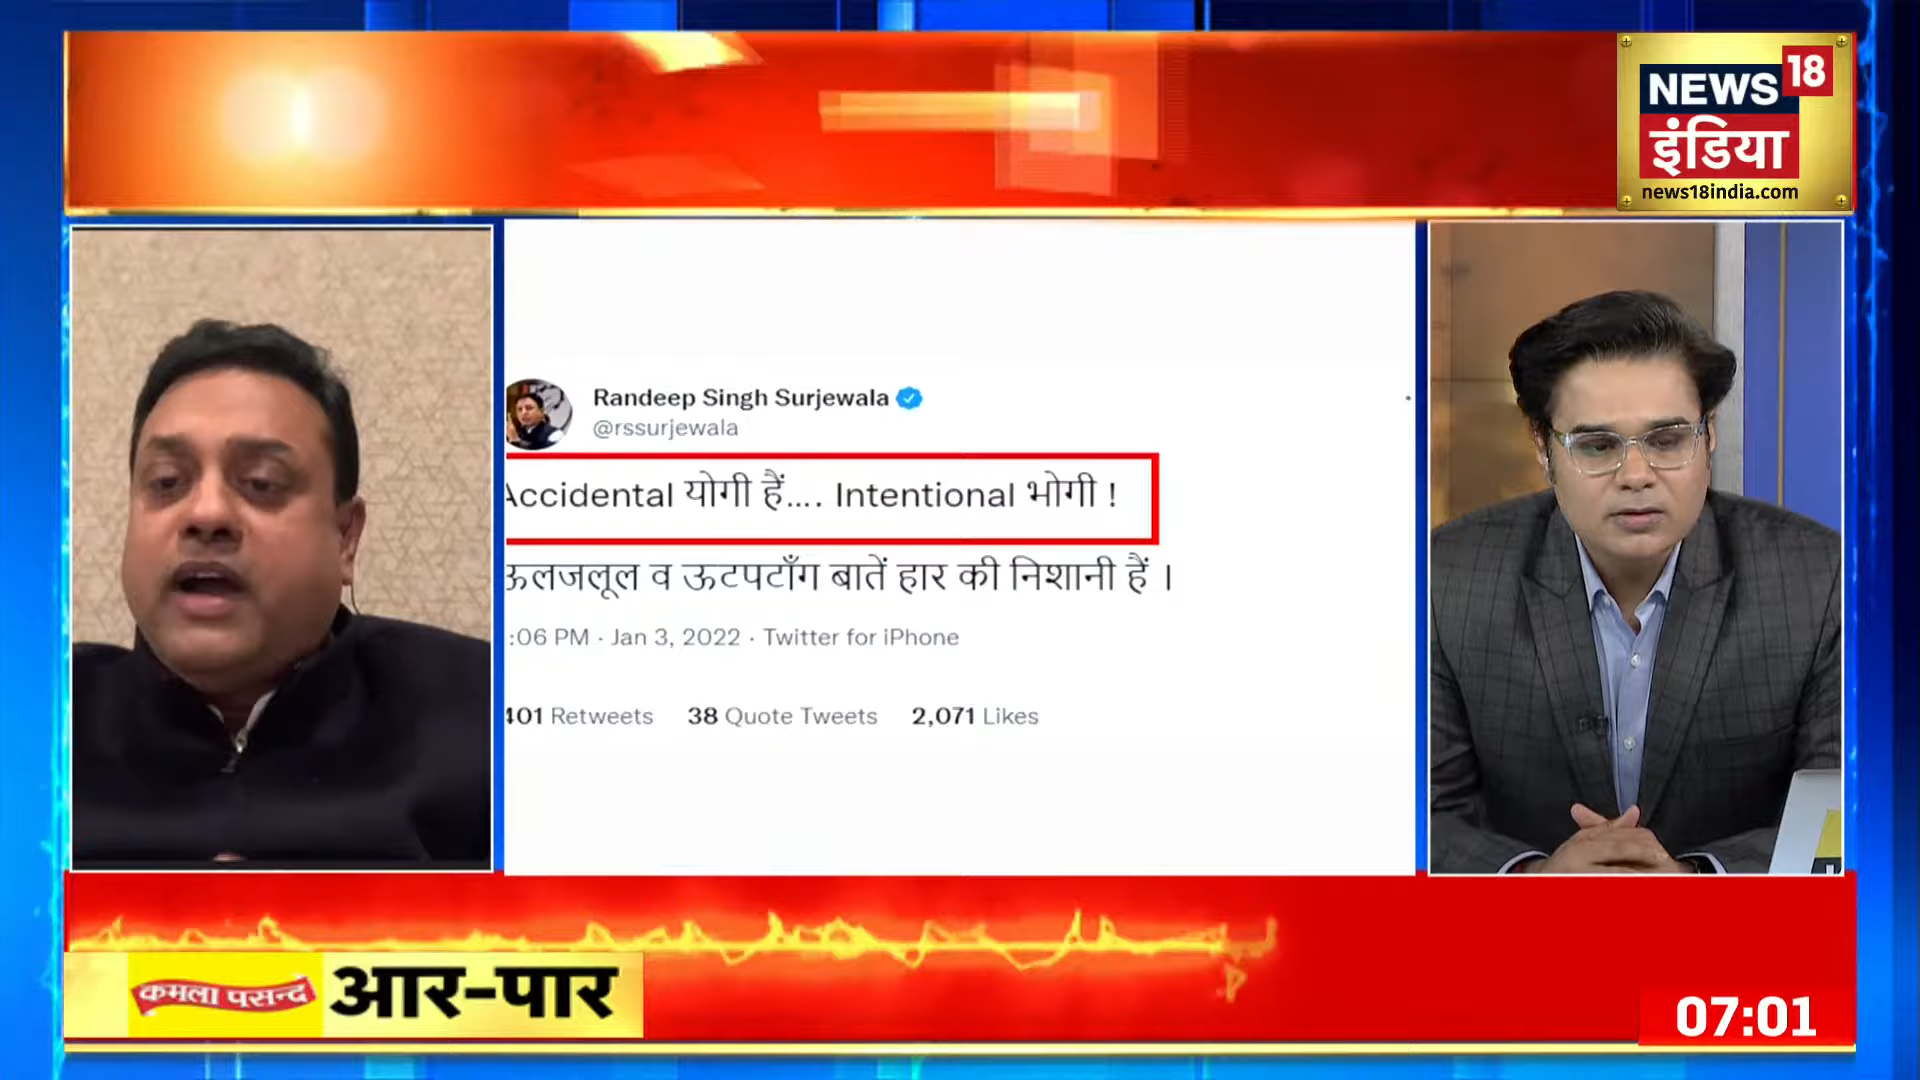 NEWS 18
इंडिया
news18india.com
Randeep Singh Surjewala
@rssurjewala
Accidental योगी हैं.... Intentional भोगी !
ऊलजलूल व ऊटपटाँग बातें हार की निशानी हैं ।
:06 PM · Jan 3, 2022 · Twitter for iPhone
401 Retweets 38 Quote Tweets 2,071 Likes
कमला पसन्द आर-पार
07:01